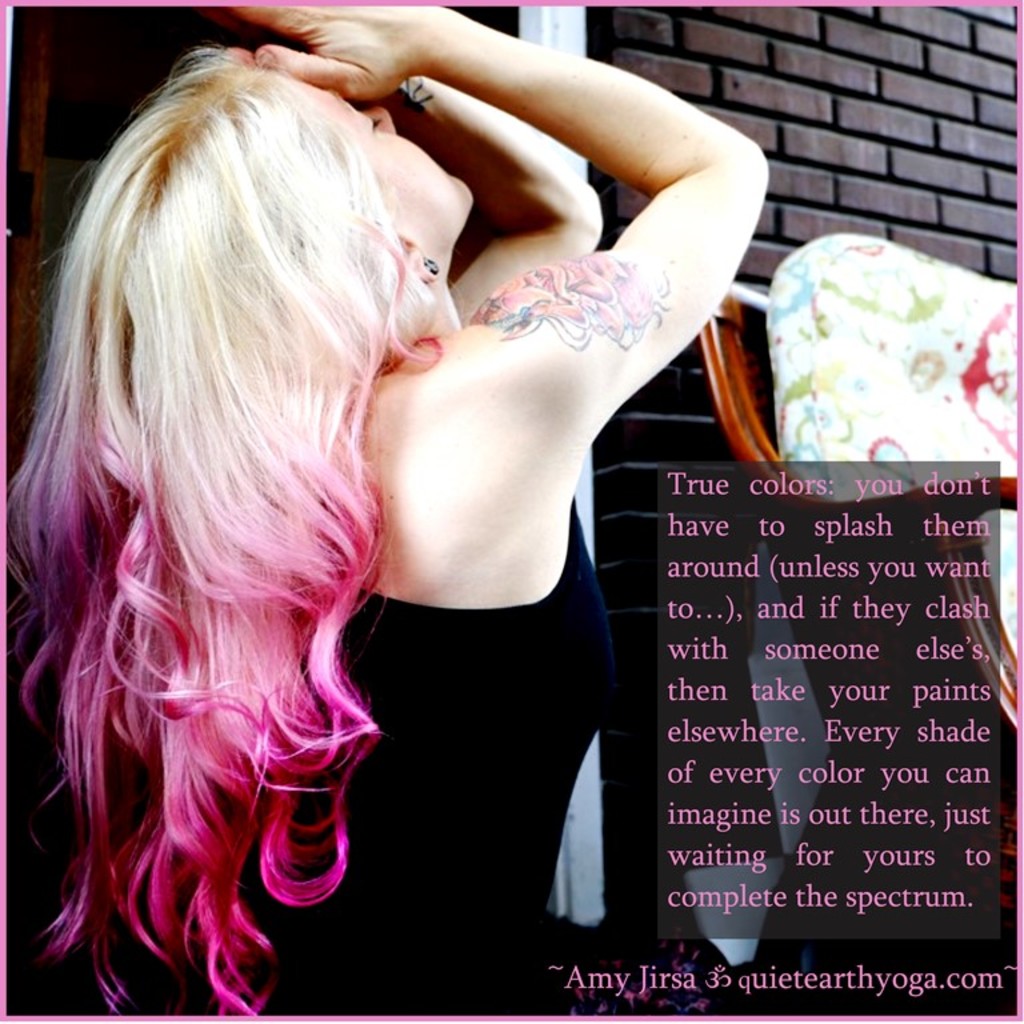 True colors: you don't
have to splash them
around (unless you want
to...), and if they clash
with someone else's,
then take your paints
elsewhere. Every shade
of every color you can
imagine is out there, just
waiting for yours to
complete the spectrum.
~Amy Jirsa ॐ quietearthyoga.com~